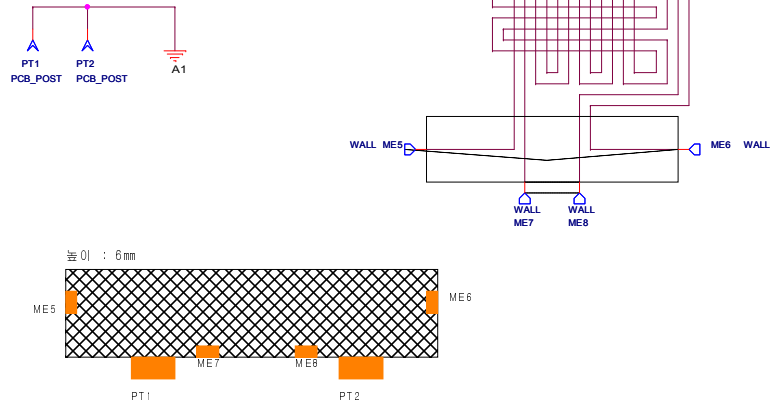 PT1 PT2
PCB_POST PCB_POST
A1
WALL ME5
ME6 WALL
WALL WALL
ME7 ME8
높이 : 6mm
ME5
ME6
ME7 ME8
PT1 PT2